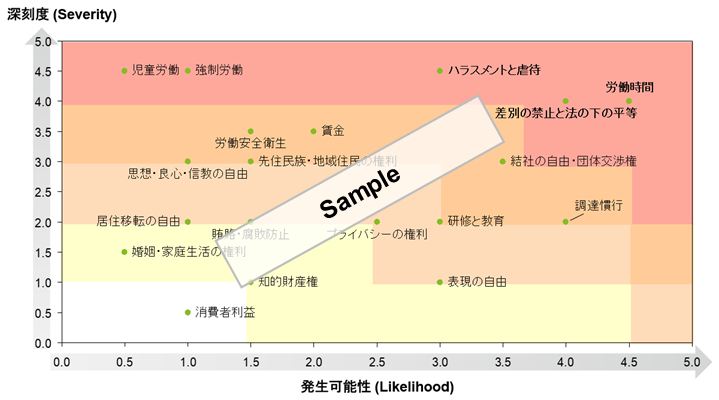 深刻度 (Severity)
5.0
4.5
児童労働
強制労働
ハラスメントと虐待
労働時間
4.0
差別の禁止と法の下の平等
3.5
賃金
労働安全衛生
3.0
先住民族・地域住民の権利
結社の自由・団体交渉権
思想・良心・信教の自由
2.5
Sample
調達慣行
2.0
居住移転の自由
研修と教育
賄賂・腐敗防止
プライバシーの権利
1.5
婚姻・家庭生活の権利
1.0
知的財産権
表現の自由
0.5
消費者利益
0.0
0.0 0.5 1.0 1.5 2.0 2.5 3.0 3.5 4.0 4.5 5.0
発生可能性 (Likelihood)